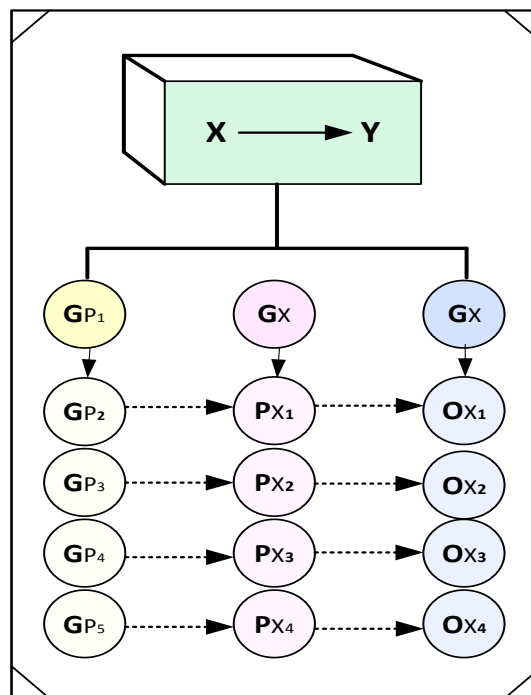 X Y
GP₁ GX GX
GP₂ PX₁ OX₁
GP₃ PX₂ OX₂
GP₄ PX₃ OX₃
GP₅ PX₄ OX₄